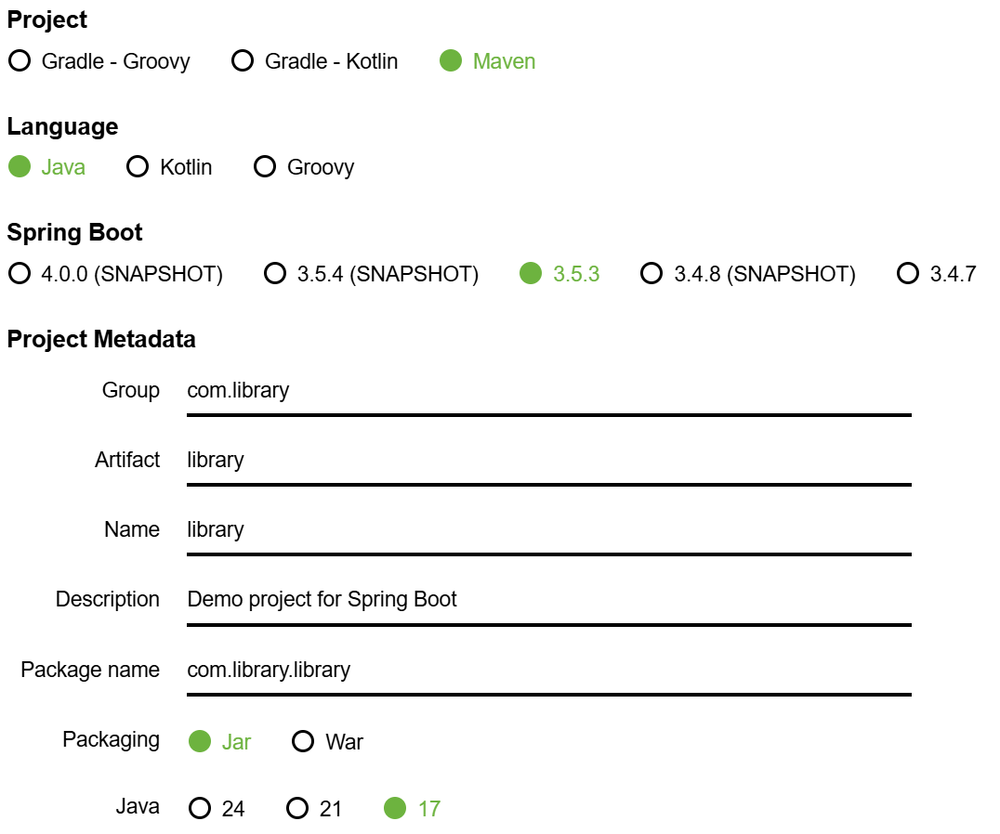 Project
Gradle - Groovy Gradle - Kotlin Maven
Language
Java Kotlin Groovy
Spring Boot
4.0.0 (SNAPSHOT) 3.5.4 (SNAPSHOT) 3.5.3 3.4.8 (SNAPSHOT) 3.4.7
Project Metadata
Group com.library
Artifact library
Name library
Description Demo project for Spring Boot
Package name com.library.library
Packaging Jar War
Java 24 21 17